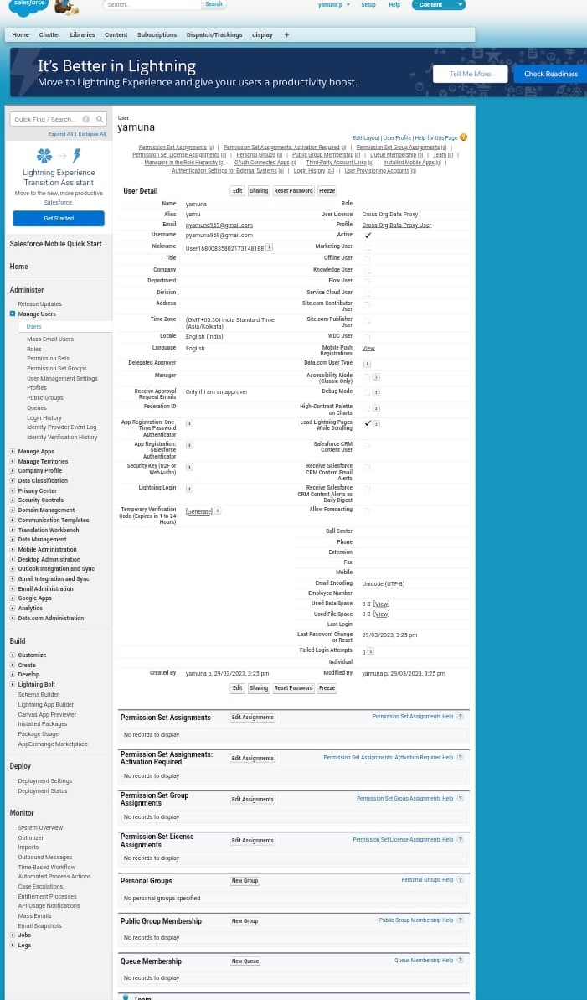 salesforce
Search...
Search
yamuna p
Setup
Help
Content
Home
Chatter
Libraries
Content
Subscriptions
Dispatch/Trackings
display
+
It's Better in Lightning
Move to Lightning Experience and give your users a productivity boost.
Tell Me More
Check Readiness
Quick Find / Search...
Expand All | Collapse All
Lightning Experience
Transition Assistant
Move to the new, more productive
Salesforce.
Get Started
Salesforce Mobile Quick Start
Home
Administer
Release Updates
Manage Users
Users
Mass Email Users
Roles
Permission Sets
Permission Set Groups
User Management Settings
Profiles
Public Groups
Queues
Login History
Identity Provider Event Log
Identity Verification History
Manage Apps
Manage Territories
Company Profile
Data Classification
Privacy Center
Security Controls
Domain Management
Communication Templates
Translation Workbench
Data Management
Mobile Administration
Desktop Administration
Outlook Integration and Sync
Gmail Integration and Sync
Email Administration
Google Apps
Analytics
Data.com Administration
Build
Customize
Create
Develop
Lightning Bolt
Schema Builder
Lightning App Builder
Canvas App Previewer
Installed Packages
Package Usage
AppExchange Marketplace
Deploy
Deployment Settings
Deployment Status
Monitor
System Overview
Optimizer
Imports
Outbound Messages
Time-Based Workflow
Automated Process Actions
Case Escalations
Entitlement Processes
API Usage Notifications
Mass Emails
Email Snapshots
Jobs
Logs
User
yamuna
Edit Layout | User Profile | Help for this Page
Permission Set Assignments [0] | Permission Set Assignments: Activation Required [0] | Permission Set Group Assignments [0] |
Permission Set License Assignments [0] | Personal Groups [0] | Public Group Membership [0] | Queue Membership [0] | Team [0] |
Managers in the Role Hierarchy [0] | OAuth Connected Apps [0] | Third-Party Account Links [0] | Installed Mobile Apps [0] |
Authentication Settings for External Systems [0] | Login History [0+] | User Provisioning Accounts [0]
User Detail
Edit
Sharing
Reset Password
Freeze
Name yamuna
Role
Alias yamu
User License Cross Org Data Proxy
Email pyamuna969@gmail.com
Profile Cross Org Data Proxy User
Username pyamuna969@gmail.com
Active ✓
Nickname User16800835802173148188
Marketing User
Title
Offline User
Company
Knowledge User
Department
Flow User
Division
Service Cloud User
Address
Site.com Contributor
User
Time Zone (GMT+05:30) India Standard Time
(Asia/Kolkata)
Site.com Publisher
User
Locale English (India)
WDC User
Language English
Mobile Push
Registrations View
Delegated Approver
Data.com User Type
Manager
Accessibility Mode
(Classic Only)
Receive Approval
Request Emails Only if I am an approver
Debug Mode
Federation ID
High-Contrast Palette
on Charts
App Registration: One-
Time Password
Authenticator
Load Lightning Pages
While Scrolling ✓
App Registration:
Salesforce
Authenticator
Salesforce CRM
Content User
Security Key (U2F or
WebAuthn)
Receive Salesforce
CRM Content Email
Alerts
Lightning Login
Receive Salesforce
CRM Content Alerts as
Daily Digest
Temporary Verification
Code (Expires in 1 to 24
Hours) [Generate]
Allow Forecasting
Call Center
Phone
Extension
Fax
Mobile
Email Encoding Unicode (UTF-8)
Employee Number
Used Data Space 0 B [View]
Used File Space 0 B [View]
Last Login
Last Password Change
or Reset 29/03/2023, 3:25 pm
Failed Login Attempts 0
Individual
Created By yamuna p, 29/03/2023, 3:25 pm
Modified By yamuna p, 29/03/2023, 3:25 pm
Edit
Sharing
Reset Password
Freeze
Permission Set Assignments
Edit Assignments
Permission Set Assignments Help
No records to display
Permission Set Assignments:
Activation Required
Edit Assignments
Permission Set Assignments: Activation Required Help
No records to display
Permission Set Group
Assignments
Edit Assignments
Permission Set Group Assignments Help
No records to display
Permission Set License
Assignments
Edit Assignments
Permission Set License Assignments Help
No records to display
Personal Groups
New Group
Personal Groups Help
No personal groups specified
Public Group Membership
New Group
Public Group Membership Help
No records to display
Queue Membership
New Queue
Queue Membership Help
No records to display
Team